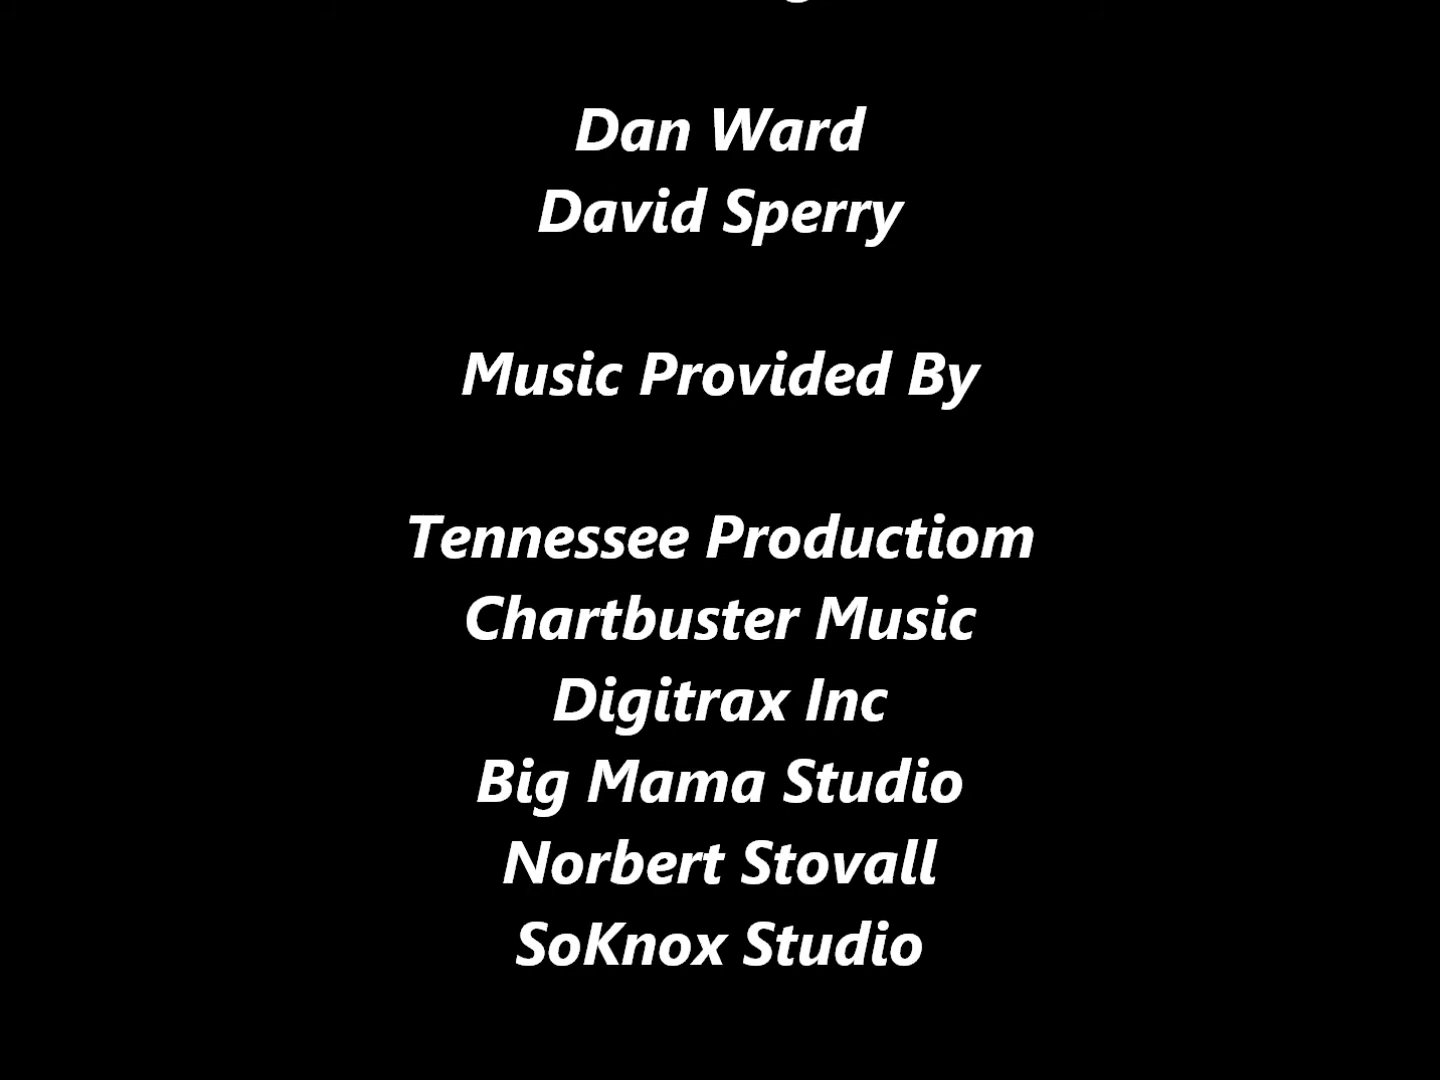 Dan Ward
David Sperry
Music Provided By
Tennessee Productiom
Chartbuster Music
Digitrax Inc
Big Mama Studio
Norbert Stovall
SoKnox Studio